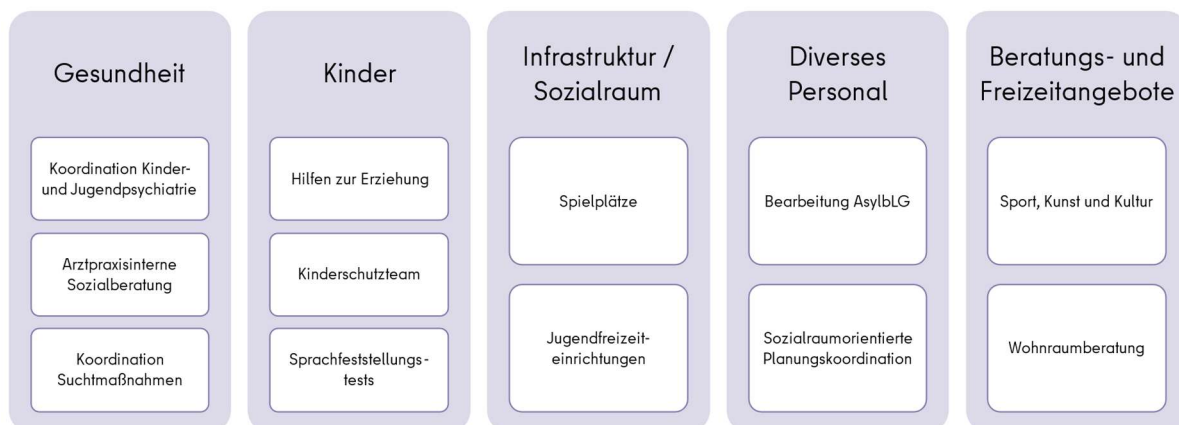 Gesundheit
Koordination Kinder-
und Jugendpsychiatrie
Arztpraxisinterne
Sozialberatung
Koordination
Suchtmaßnahmen
Kinder
Hilfen zur Erziehung
Kinderschutzteam
Sprachfeststellungs-
tests
Infrastruktur /
Sozialraum
Spielplätze
Jugendfreizeit-
einrichtungen
Diverses
Personal
Bearbeitung AsylbLG
Sozialraumorientierte
Planungskoordination
Beratungs- und
Freizeitangebote
Sport, Kunst und Kultur
Wohnraumberatung